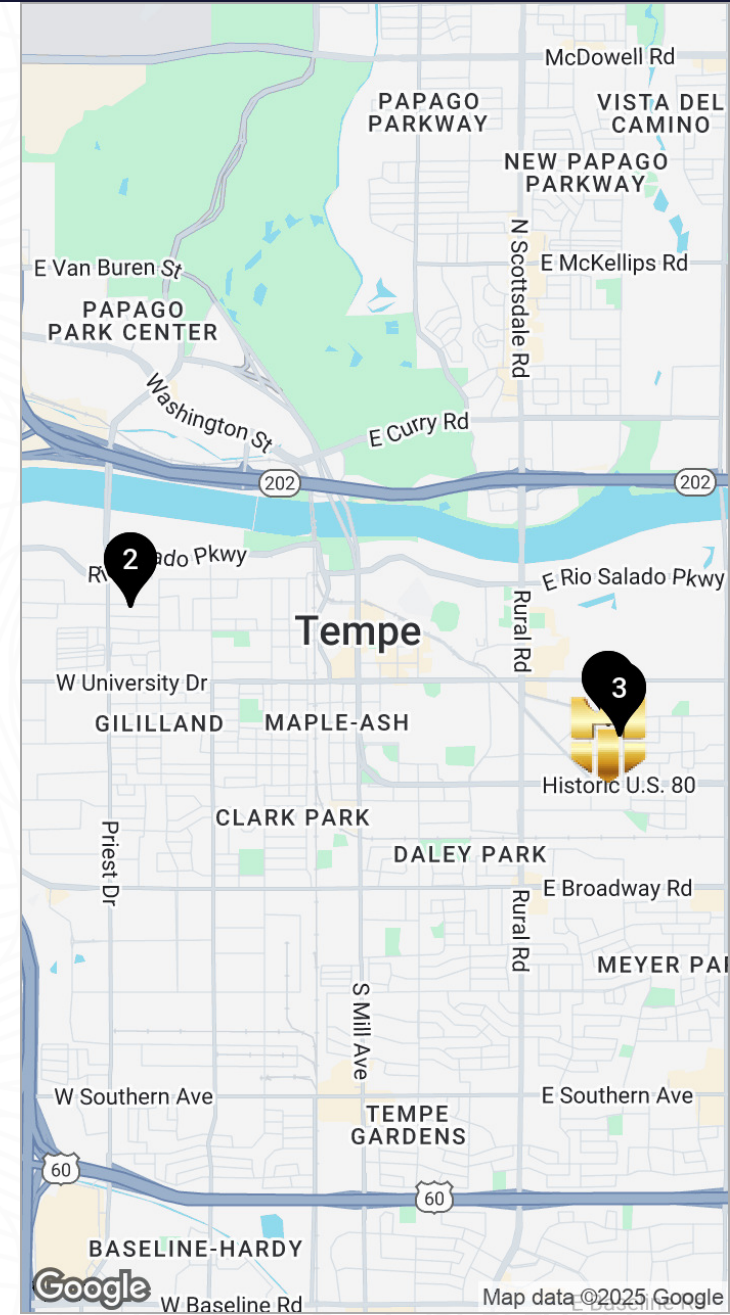 McDowell Rd
PAPAGO
PARKWAY
VISTA DEL
CAMINO
NEW PAPAGO
PARKWAY
N Scottsdale Rd
E Van Buren St
E McKellips Rd
PAPAGO
PARK CENTER
Washington St
E Curry Rd
202
202
2
ado Pkwy
E Rio Salado Pkwy
Tempe
Rural Rd
W University Dr
3
GILILLAND
MAPLE-ASH
Historic U.S. 80
CLARK PARK
Priest Dr
DALEY PARK
E Broadway Rd
Rural Rd
MEYER PAR
S Mill Ave
W Southern Ave
E Southern Ave
TEMPE
GARDENS
60
60
BASELINE-HARDY
Google
W Baseline Rd
Map data ©2025 Google